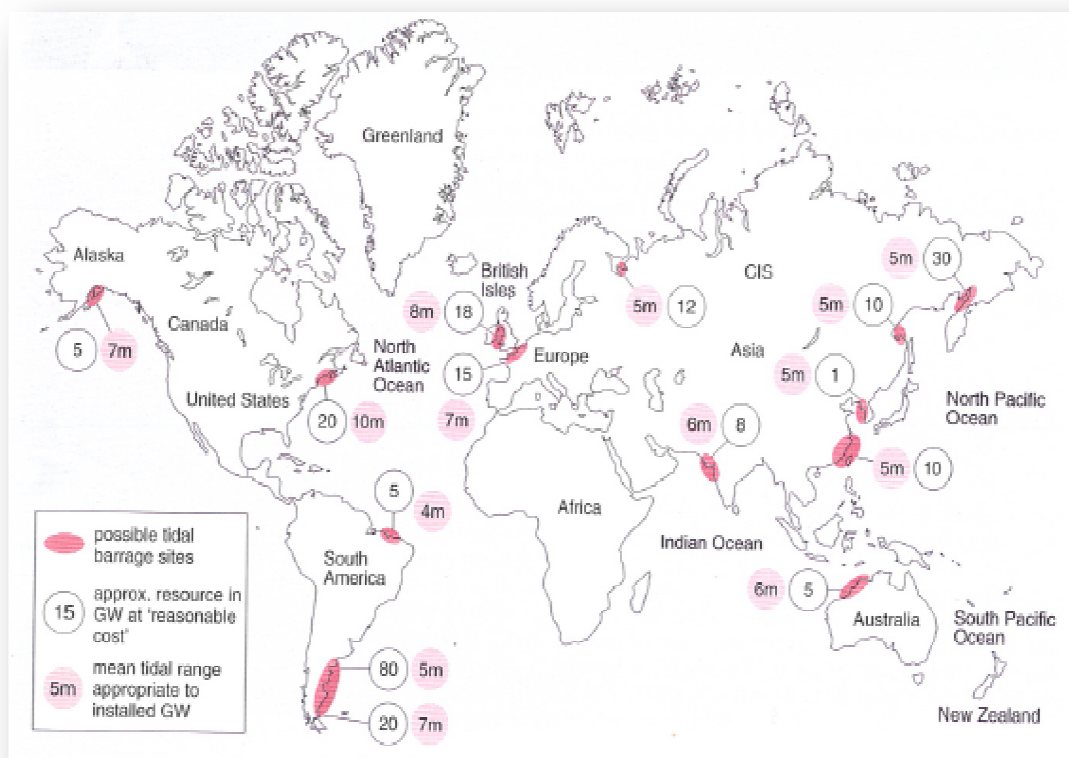 Greenland
Alaska
Canada
British
Isles
CIS
5m
30
8m
18
5m
12
5m
10
5
7m
North
Atlantic
Ocean
Europe
Asia
15
5m
1
United States
20
10m
7m
6m
8
North Pacific
Ocean
5m
10
5
4m
Africa
Indian Ocean
South
America
6m
5
Australia
South Pacific
Ocean
80
5m
20
7m
New Zealand
possible tidal
barrage sites
15
approx. resource in
GW at 'reasonable
cost'
5m
mean tidal range
appropriate to
installed GW